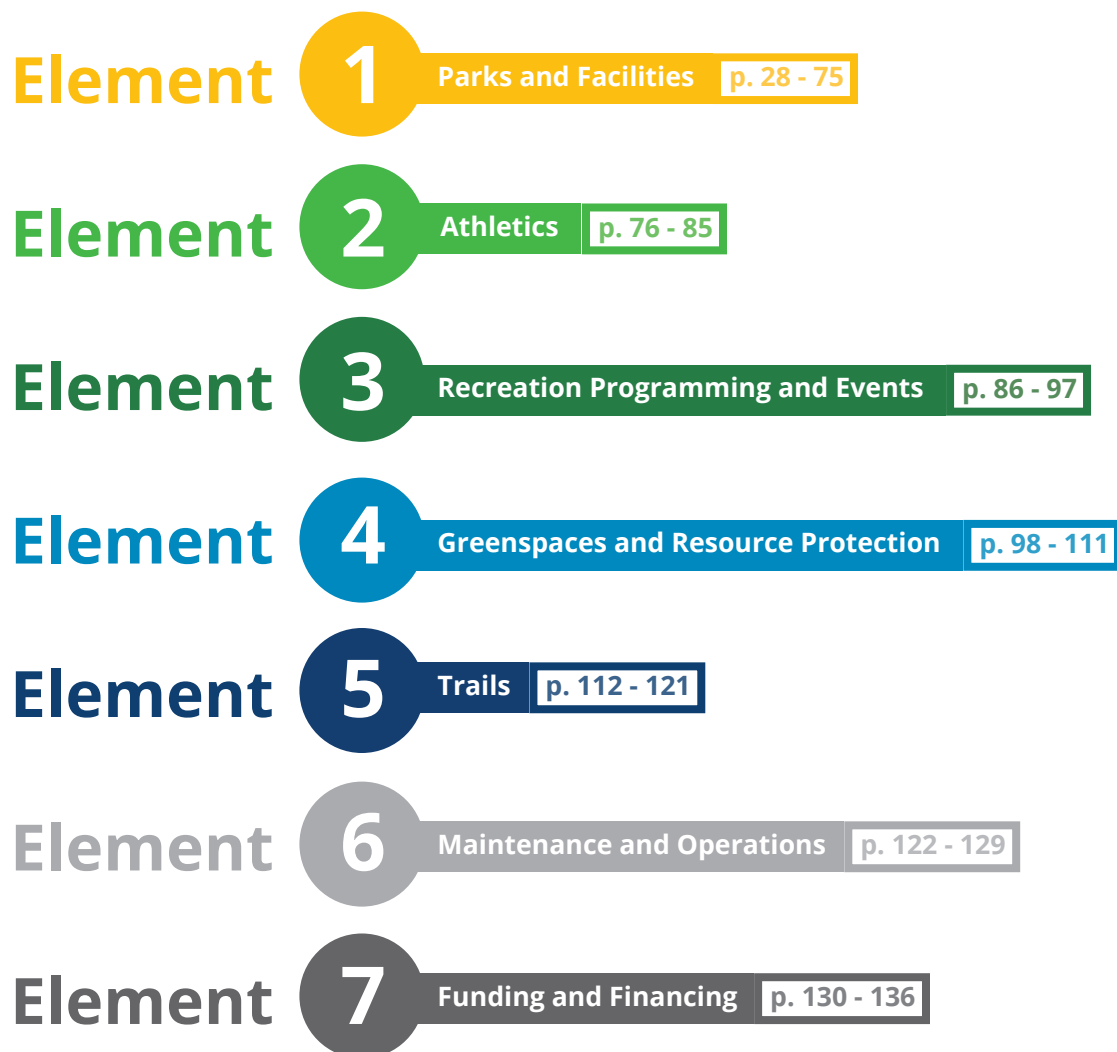 Element 1 Parks and Facilities p. 28 - 75
Element 2 Athletics p. 76 - 85
Element 3 Recreation Programming and Events p. 86 - 97
Element 4 Greenspaces and Resource Protection p. 98 - 111
Element 5 Trails p. 112 - 121
Element 6 Maintenance and Operations p. 122 - 129
Element 7 Funding and Financing p. 130 - 136